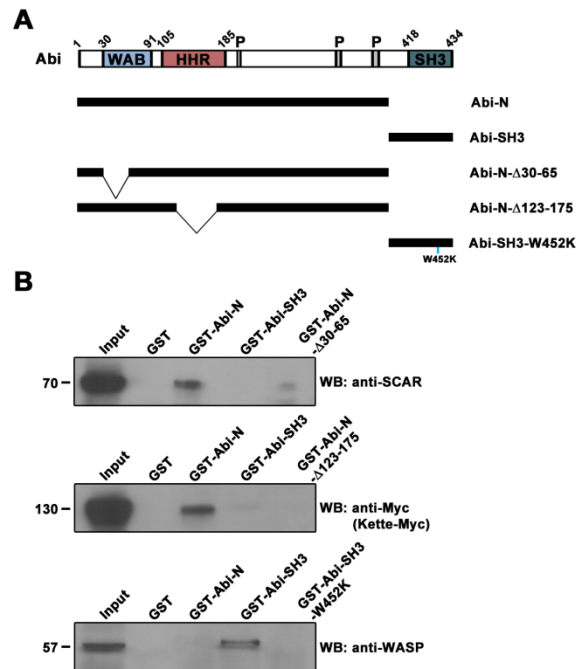 A
1 30 91 105 185 418 434
P P P
Abi WAB HHR SH3
Abi-N
Abi-SH3
Abi-N-Δ30-65
Abi-N-Δ123-175
Abi-SH3-W452K
W452K
B
Input GST GST-Abi-N GST-Abi-SH3 GST-Abi-N
-Δ30-65
70 WB: anti-SCAR
Input GST GST-Abi-N GST-Abi-SH3 GST-Abi-N
-Δ123-175
130 WB: anti-Myc
(Kette-Myc)
Input GST GST-Abi-N GST-Abi-SH3 GST-Abi-SH3
-W452K
57 WB: anti-WASP